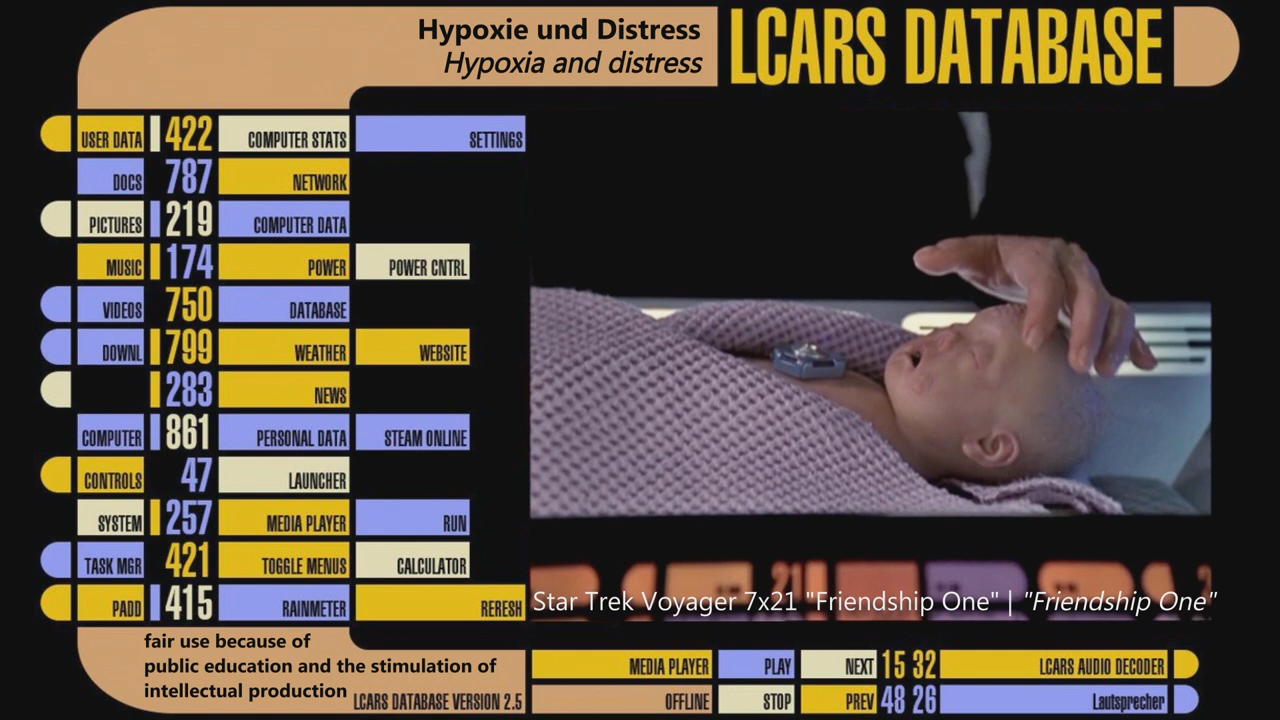 Hypoxie und Distress
Hypoxia and distress
LCARS DATABASE
USER DATA 422 COMPUTER STATS SETTINGS
DOCS 787 NETWORK
PICTURES 219 COMPUTER DATA
MUSIC 174 POWER POWER CNTRL
VIDEOS 750 DATABASE
DOWNL 799 WEATHER WEBSITE
283 NEWS
COMPUTER 861 PERSONAL DATA STEAM ONLINE
CONTROLS 47 LAUNCHER
SYSTEM 257 MEDIA PLAYER RUN
TASK MGR 421 TOGGLE MENUS CALCULATOR
PADD 415 RAINMETER RERESH
Star Trek Voyager 7x21 "Friendship One" | "Friendship One"
fair use because of
public education and the stimulation of
intellectual production
LCARS DATABASE VERSION 2.5
MEDIA PLAYER PLAY NEXT 15 32 LCARS AUDIO DECODER
OFFLINE STOP PREV 48 26 Lautsprecher